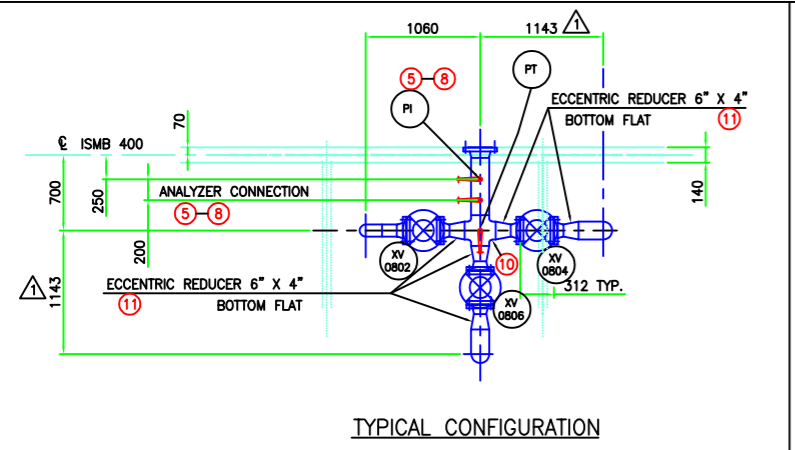 1060
1143 1
5 8
PT
PI
ECCENTRIC REDUCER 6" X 4"
11
BOTTOM FLAT
70
℄ ISMB 400
140
700
250
ANALYZER CONNECTION
5 8
200
XV
0802
10
XV
0804
ECCENTRIC REDUCER 6" X 4"
11
BOTTOM FLAT
312 TYP.
XV
0806
1 1143
TYPICAL CONFIGURATION